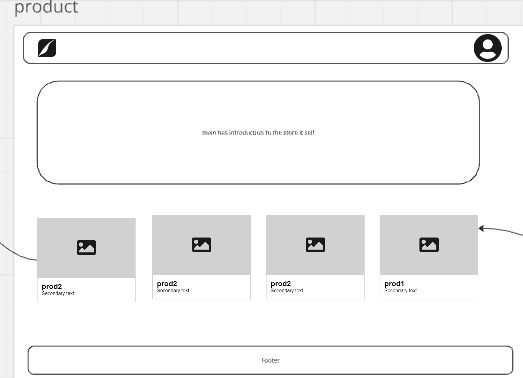 product
main has introduction to the store it self
prod2
Secondary text
prod2
Secondary text
prod2
Secondary text
prod1
Secondary text
Footer